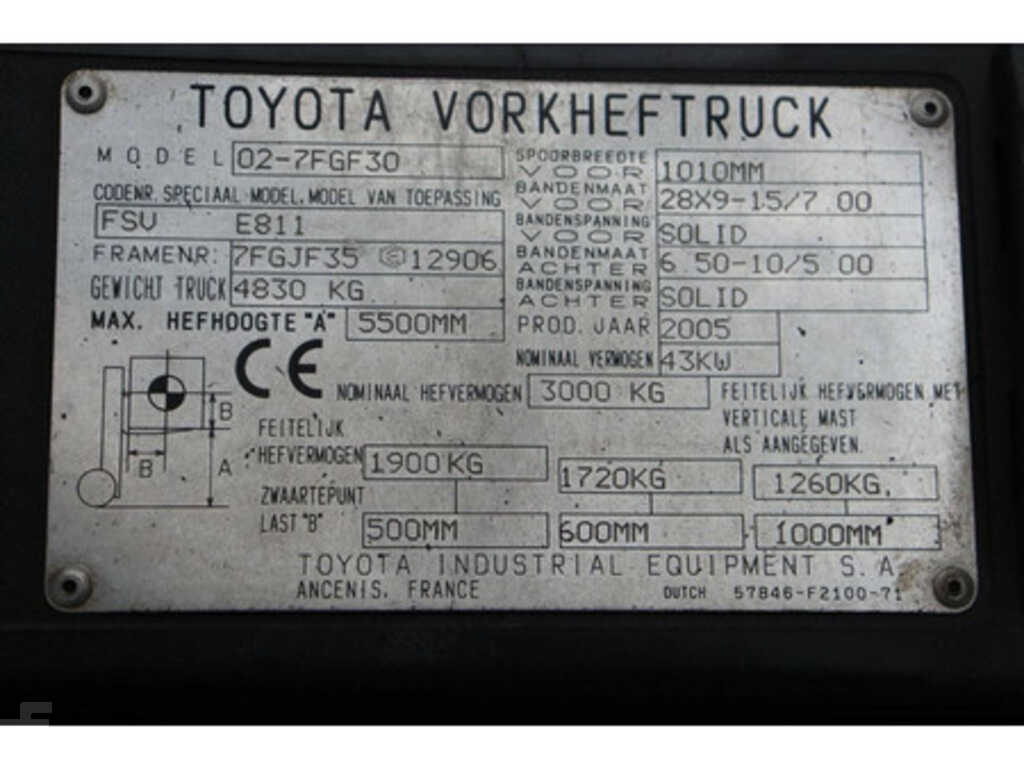 TOYOTA VORKHEFTRUCK
MODEL 02-7FGF30
CODENR. SPECIAAL MODEL, MODEL VAN TOEPASSING
FSV E811
FRAMENR: 7FGJF35 12906
GEWICHT TRUCK 4830 KG
MAX. HEFHOOGTE "A" 5500MM
SPOORBREEDTE VOOR 1010MM
BANDENMAAT VOOR 28X9-15/7 00
BANDENSPANNING VOOR SOLID
BANDENMAAT ACHTER 6 50-10/5 00
BANDENSPANNING ACHTER SOLID
PROD. JAAR 2005
NOMINAAL VERMOGEN 43KW
CE
NOMINAAL HEFVERMOGEN 3000 KG
FEITELIJK HEFVERMOGEN MET
VERTICALE MAST
ALS AANGEGEVEN.
B
B
A
FEITELIJK
HEFVERMOGEN 1900KG 1720KG 1260KG.
ZWAARTEPUNT
LAST "B" 500MM 600MM 1000MM
TOYOTA INDUSTRIAL EQUIPMENT S.A
ANCENIS, FRANCE DUTCH 57846-F2100-71